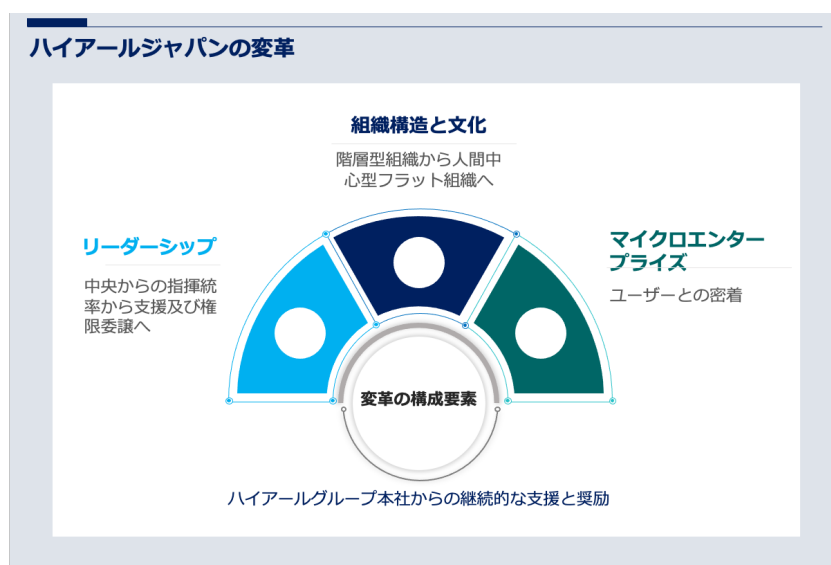 ハイアールジャパンの変革
組織構造と文化
階層型組織から人間中
心型フラット組織へ
リーダーシップ
中央からの指揮統
率から支援及び権
限委譲へ
マイクロエンター
プライズ
ユーザーとの密着
変革の構成要素
ハイアールグループ本社からの継続的な支援と奨励